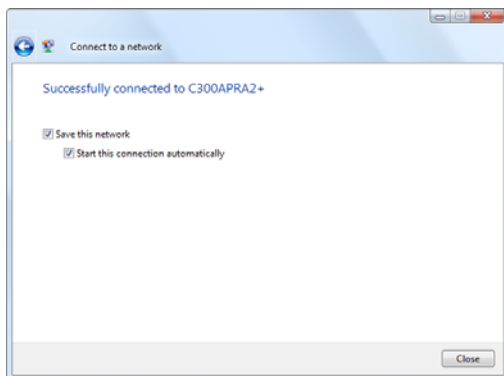 Connect to a network
Successfully connected to C300APRA2+
Save this network
Start this connection automatically
Close